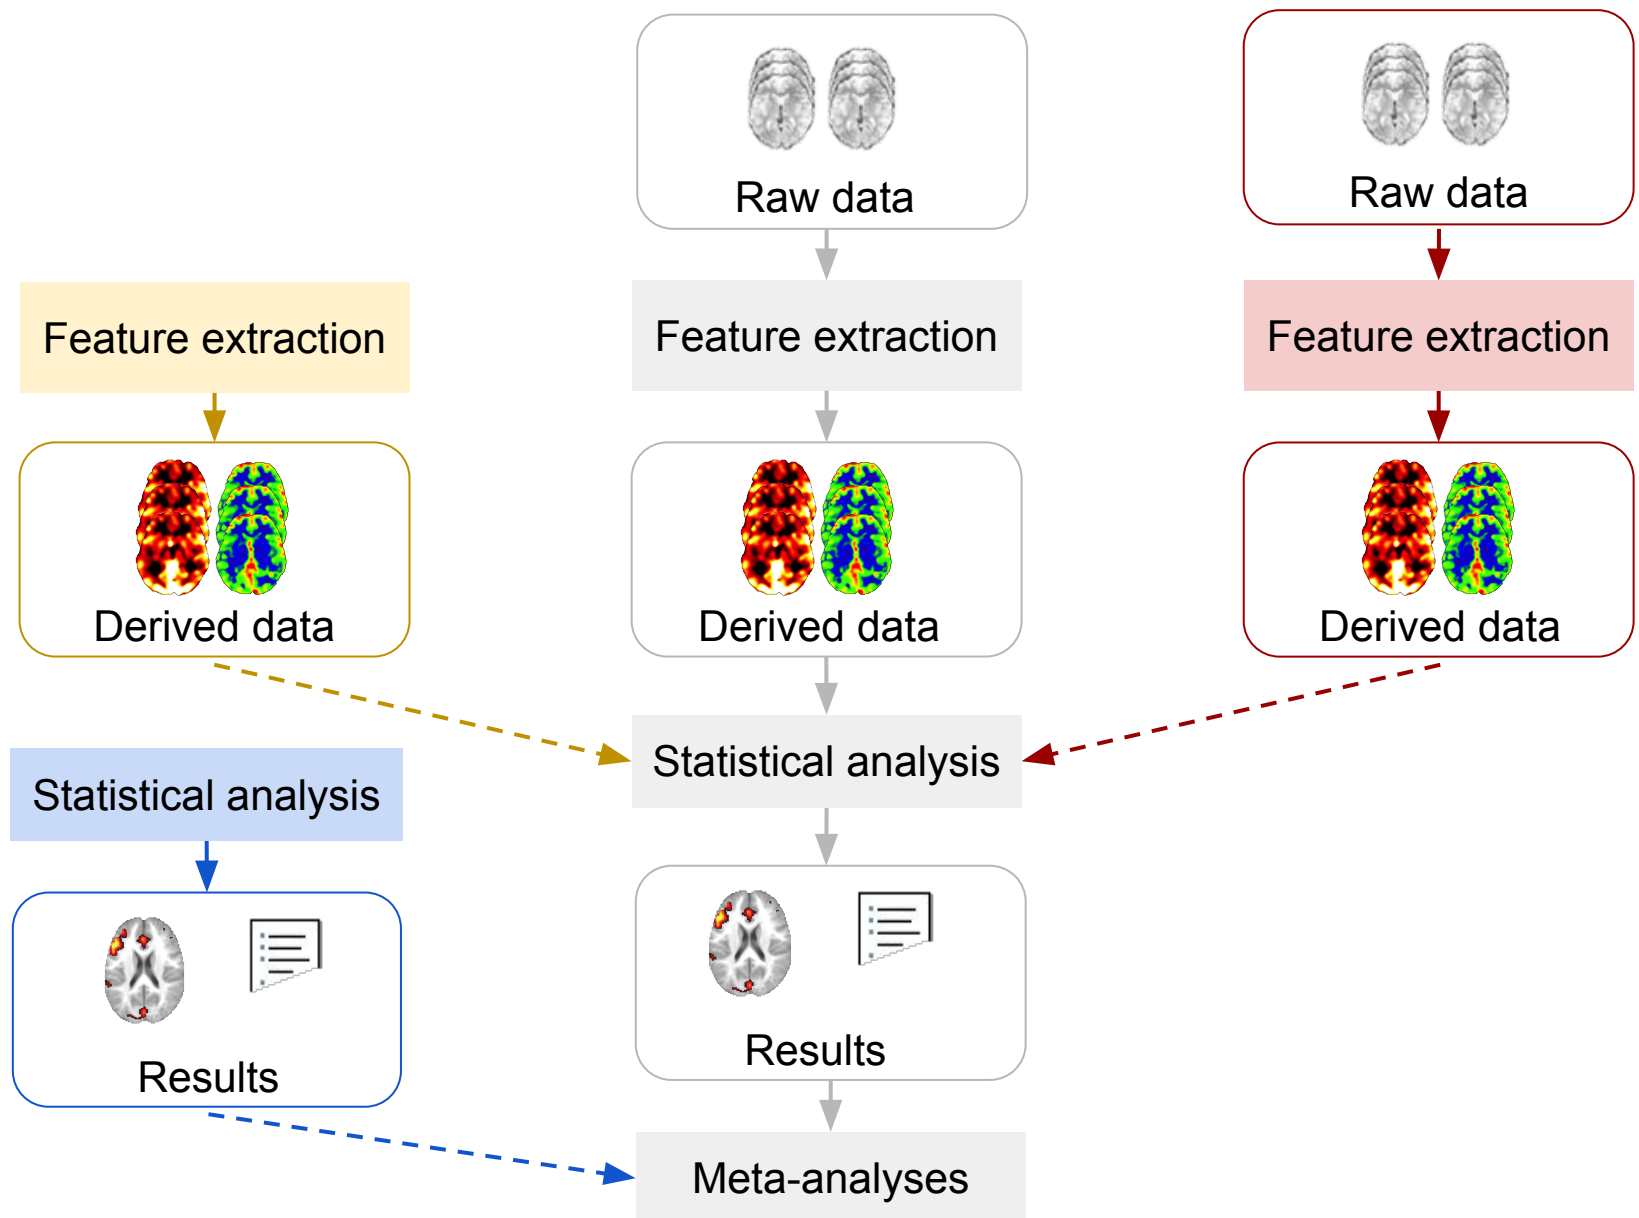 Raw data
Raw data
Feature extraction
Feature extraction
Feature extraction
Derived data
Derived data
Derived data
Statistical analysis
Statistical analysis
Results
Results
Meta-analyses